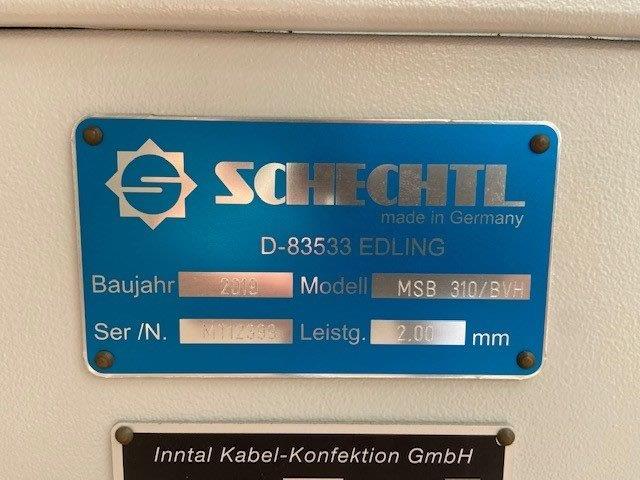 S SCHECHTL
made in Germany
D-83533 EDLING
Baujahr Modell MSB 310/BVH
Ser /N. Leistg. 2.00 mm
Inntal Kabel-Konfektion GmbH